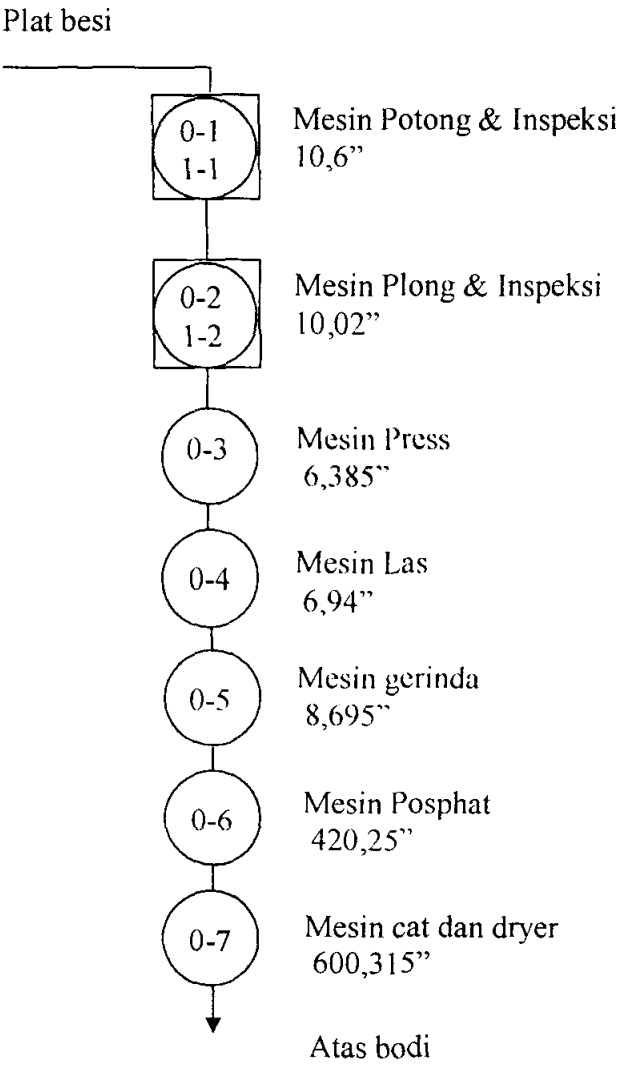 Plat besi
0-1
1-1
Mesin Potong & Inspeksi
10,6”
0-2
1-2
Mesin Plong & Inspeksi
10,02”
0-3
Mesin Press
6,385”
0-4
Mesin Las
6,94”
0-5
Mesin gerinda
8,695”
0-6
Mesin Posphat
420,25”
0-7
Mesin cat dan dryer
600,315”
Atas bodi